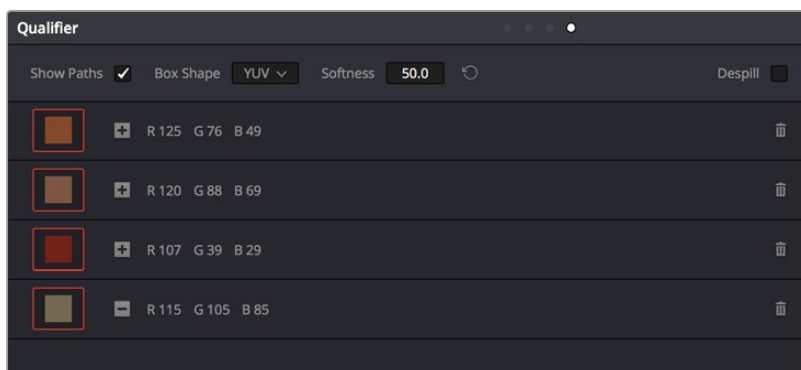 Qualifier
Show Paths Box Shape YUV Softness 50.0 Despill
R 125 G 76 B 49
R 120 G 88 B 69
R 107 G 39 B 29
R 115 G 105 B 85